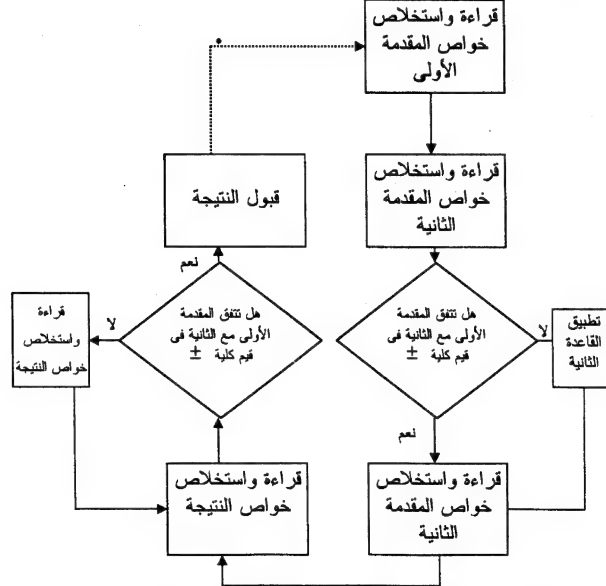 قراءة واستخلاص
خواص المقدمة
الأولى
قراءة واستخلاص
خواص المقدمة
الثانية
هل تتفق المقدمة
الأولى مع الثانية فى
قيم كلية ±
لا
تطبيق
القاعدة
الثانية
نعم
قراءة واستخلاص
خواص المقدمة
الثانية
قراءة واستخلاص
خواص النتيجة
هل تتفق المقدمة
الأولى مع الثانية فى
قيم كلية ±
لا
قراءة
واستخلاص
خواص النتيجة
نعم
قبول النتيجة